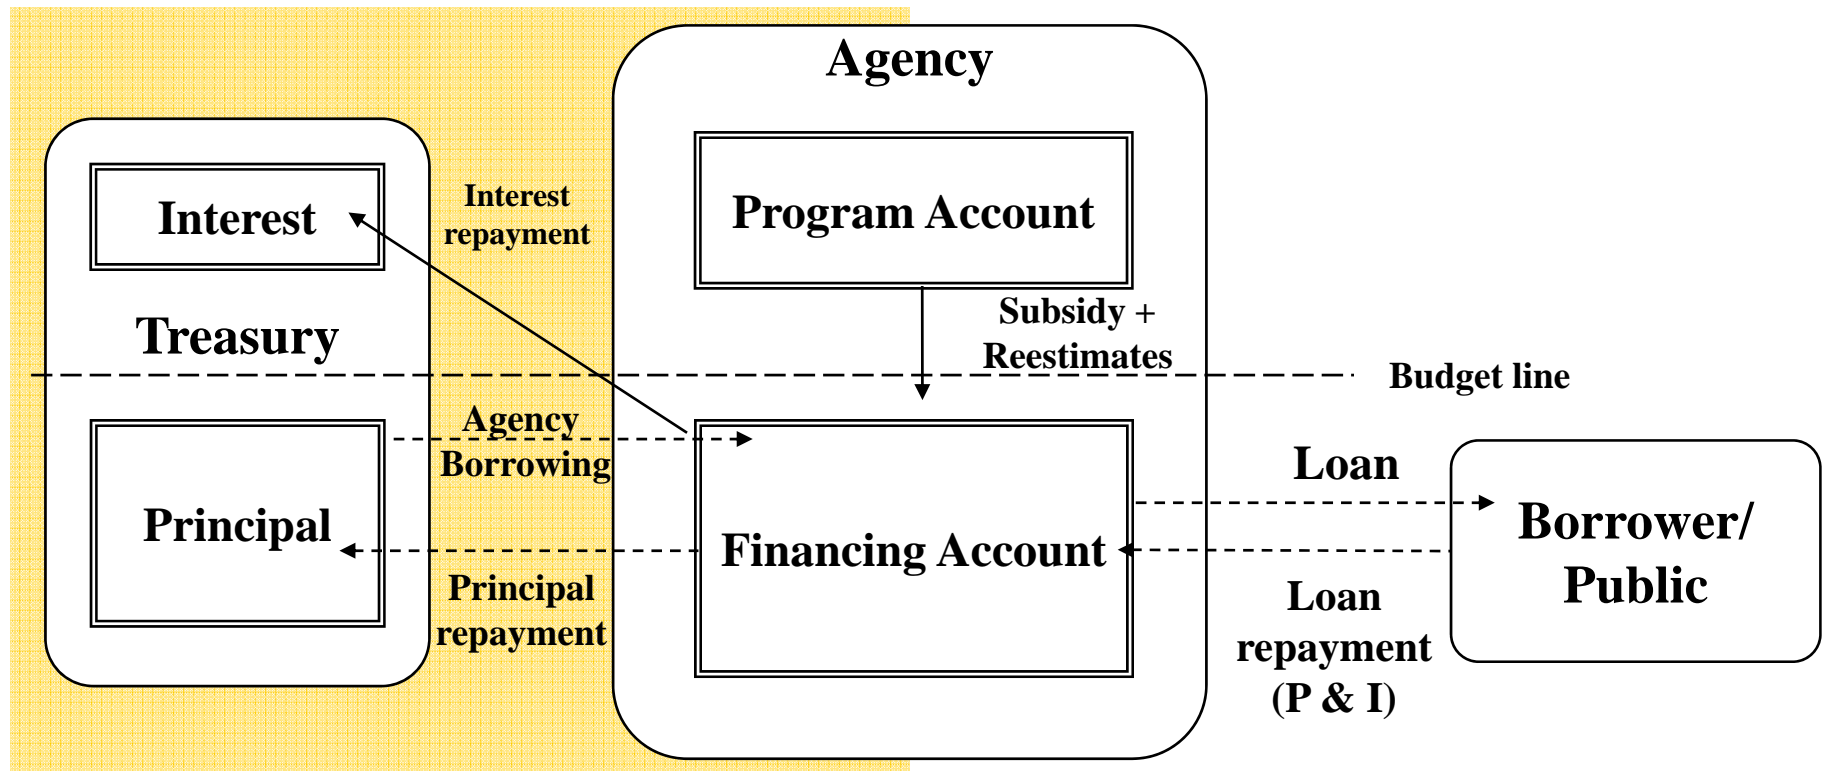 Agency
Interest
Interest
repayment
Program Account
Treasury
Subsidy +
Reestimates
Budget line
Agency
Borrowing
Principal
Principal
repayment
Financing Account
Loan
Borrower/
Public
Loan
repayment
(P & I)